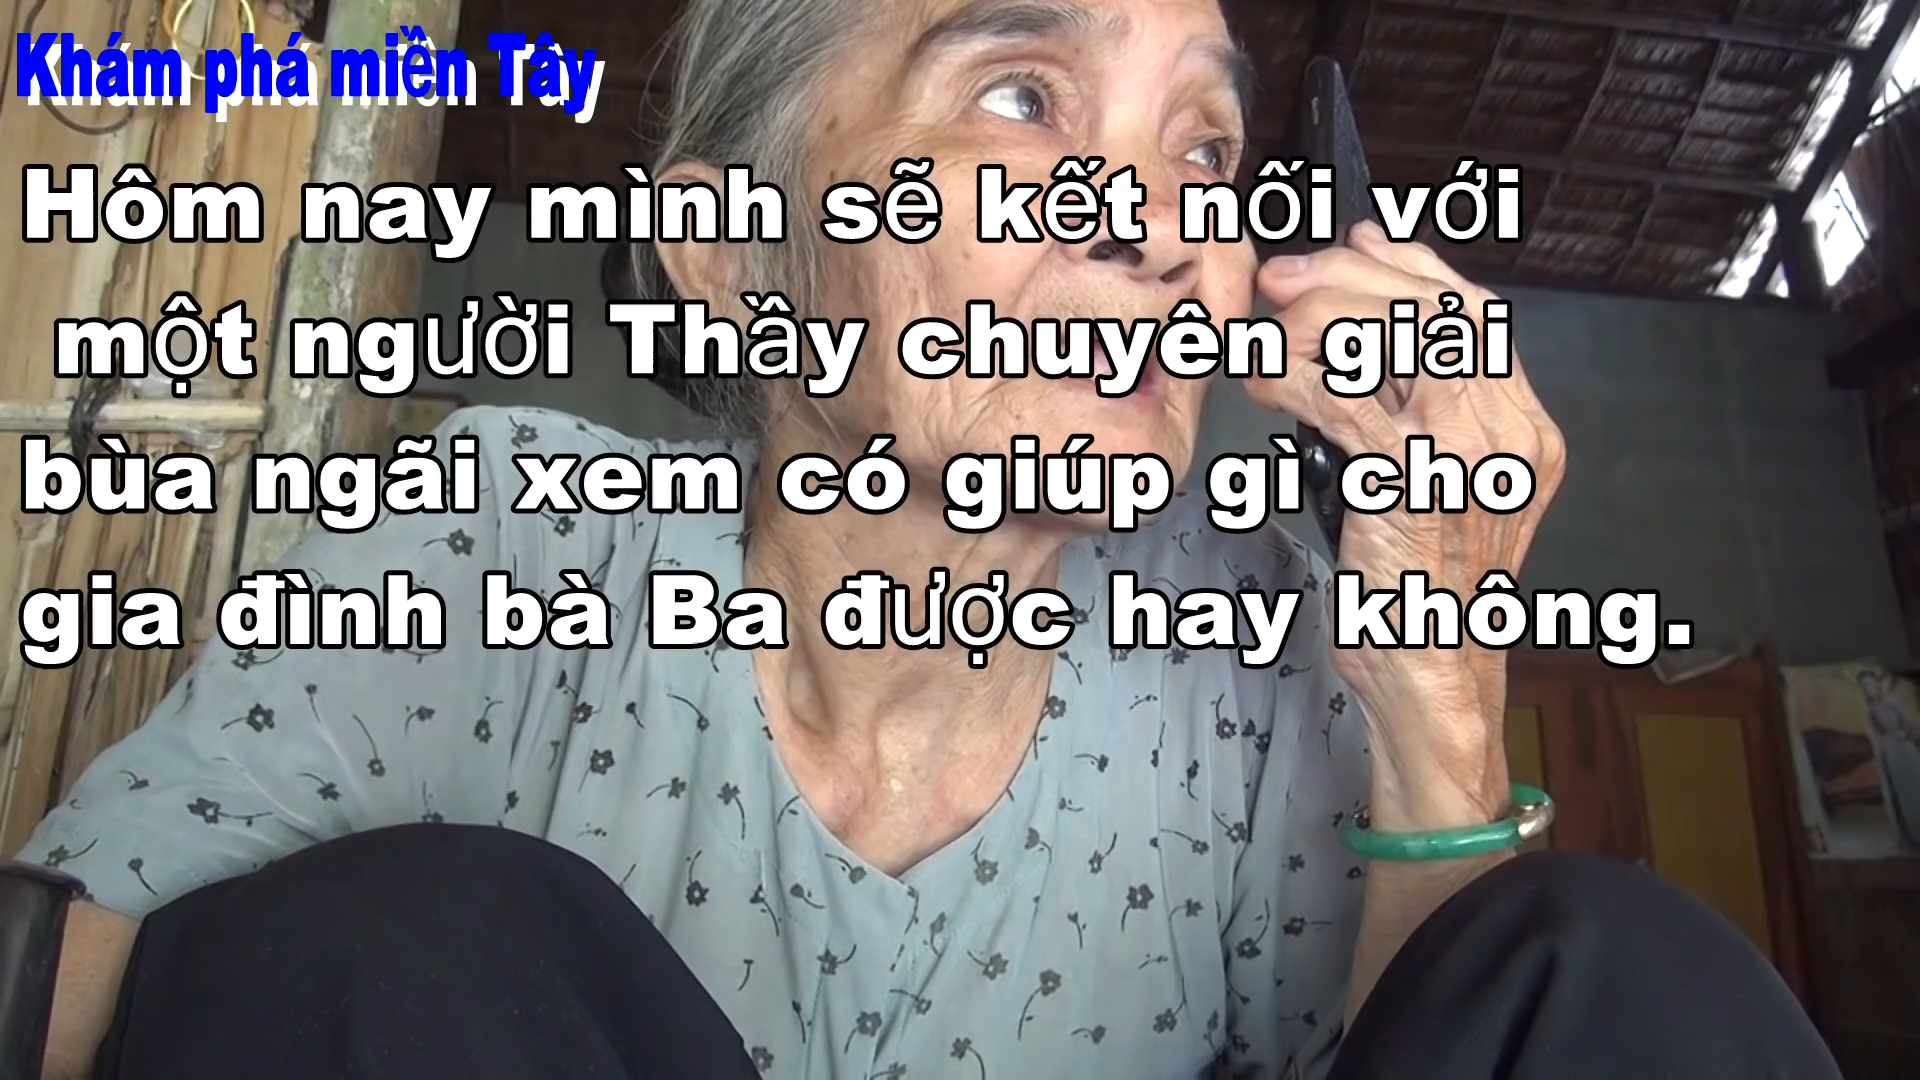 Khám phá miền Tây
Hôm nay mình sẽ kết nối với
một người Thầy chuyên giải
bùa ngãi xem có giúp gì cho
gia đình bà Ba được hay không.